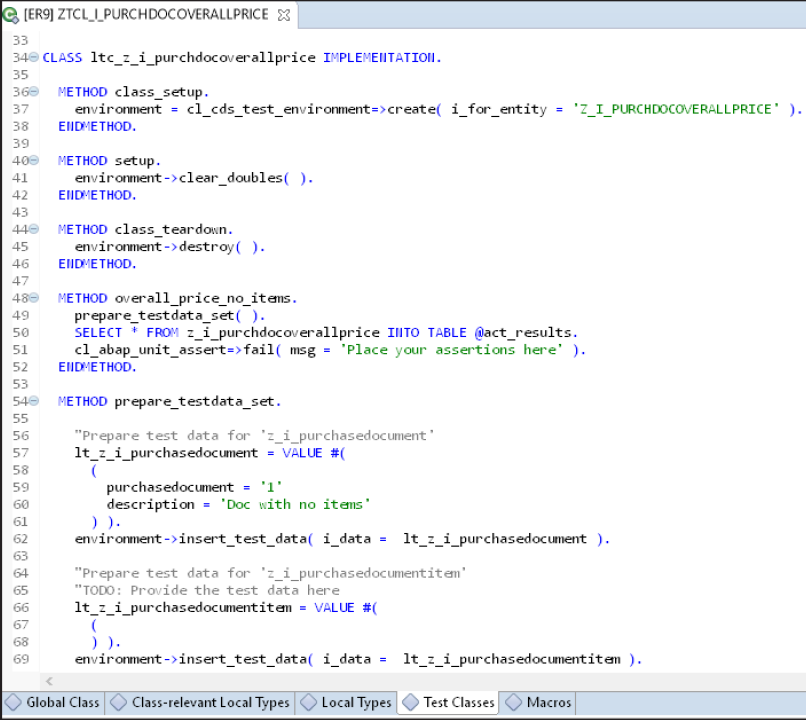 [ER9] ZTCL_I_PURCHDOCOVERALLPRICE
33
34 CLASS ltc_z_i_purchdocoverallprice IMPLEMENTATION.
35
36 METHOD class_setup.
37 environment = cl_cds_test_environment=>create( i_for_entity = 'Z_I_PURCHDOCOVERALLPRICE' ).
38 ENDMETHOD.
39
40 METHOD setup.
41 environment->clear_doubles( ).
42 ENDMETHOD.
43
44 METHOD class_teardown.
45 environment->destroy( ).
46 ENDMETHOD.
47
48 METHOD overall_price_no_items.
49 prepare_testdata_set( ).
50 SELECT * FROM z_i_purchdocoverallprice INTO TABLE @act_results.
51 cl_abap_unit_assert=>fail( msg = 'Place your assertions here' ).
52 ENDMETHOD.
53
54 METHOD prepare_testdata_set.
55
56 "Prepare test data for 'z_i_purchasedocument'
57 lt_z_i_purchasedocument = VALUE #(
58 (
59 purchasedocument = '1'
60 description = 'Doc with no items'
61 ) ).
62 environment->insert_test_data( i_data =  lt_z_i_purchasedocument ).
63
64 "Prepare test data for 'z_i_purchasedocumentitem'
65 "TODO: Provide the test data here
66 lt_z_i_purchasedocumentitem = VALUE #(
67 (
68 ) ).
69 environment->insert_test_data( i_data =  lt_z_i_purchasedocumentitem ).
Global Class Class-relevant Local Types Local Types Test Classes Macros